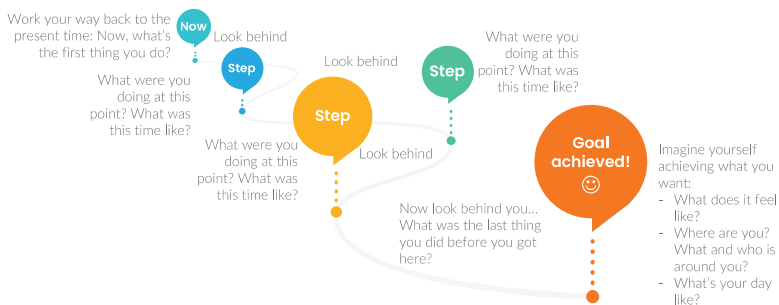 Work your way back to the
present time: Now, what's
the first thing you do?
Now
Look behind
Step
What were you
doing at this
point? What was
this time like?
Look behind
Step
What were you
doing at this
point? What was
this time like?
Look behind
Step
What were you
doing at this
point? What was
this time like?
Now look behind you...
What was the last thing
you did before you got
here?
Goal
achieved!
Imagine yourself
achieving what you
want:
- What does it feel
like?
- Where are you?
What and who is
around you?
- What's your day
like?